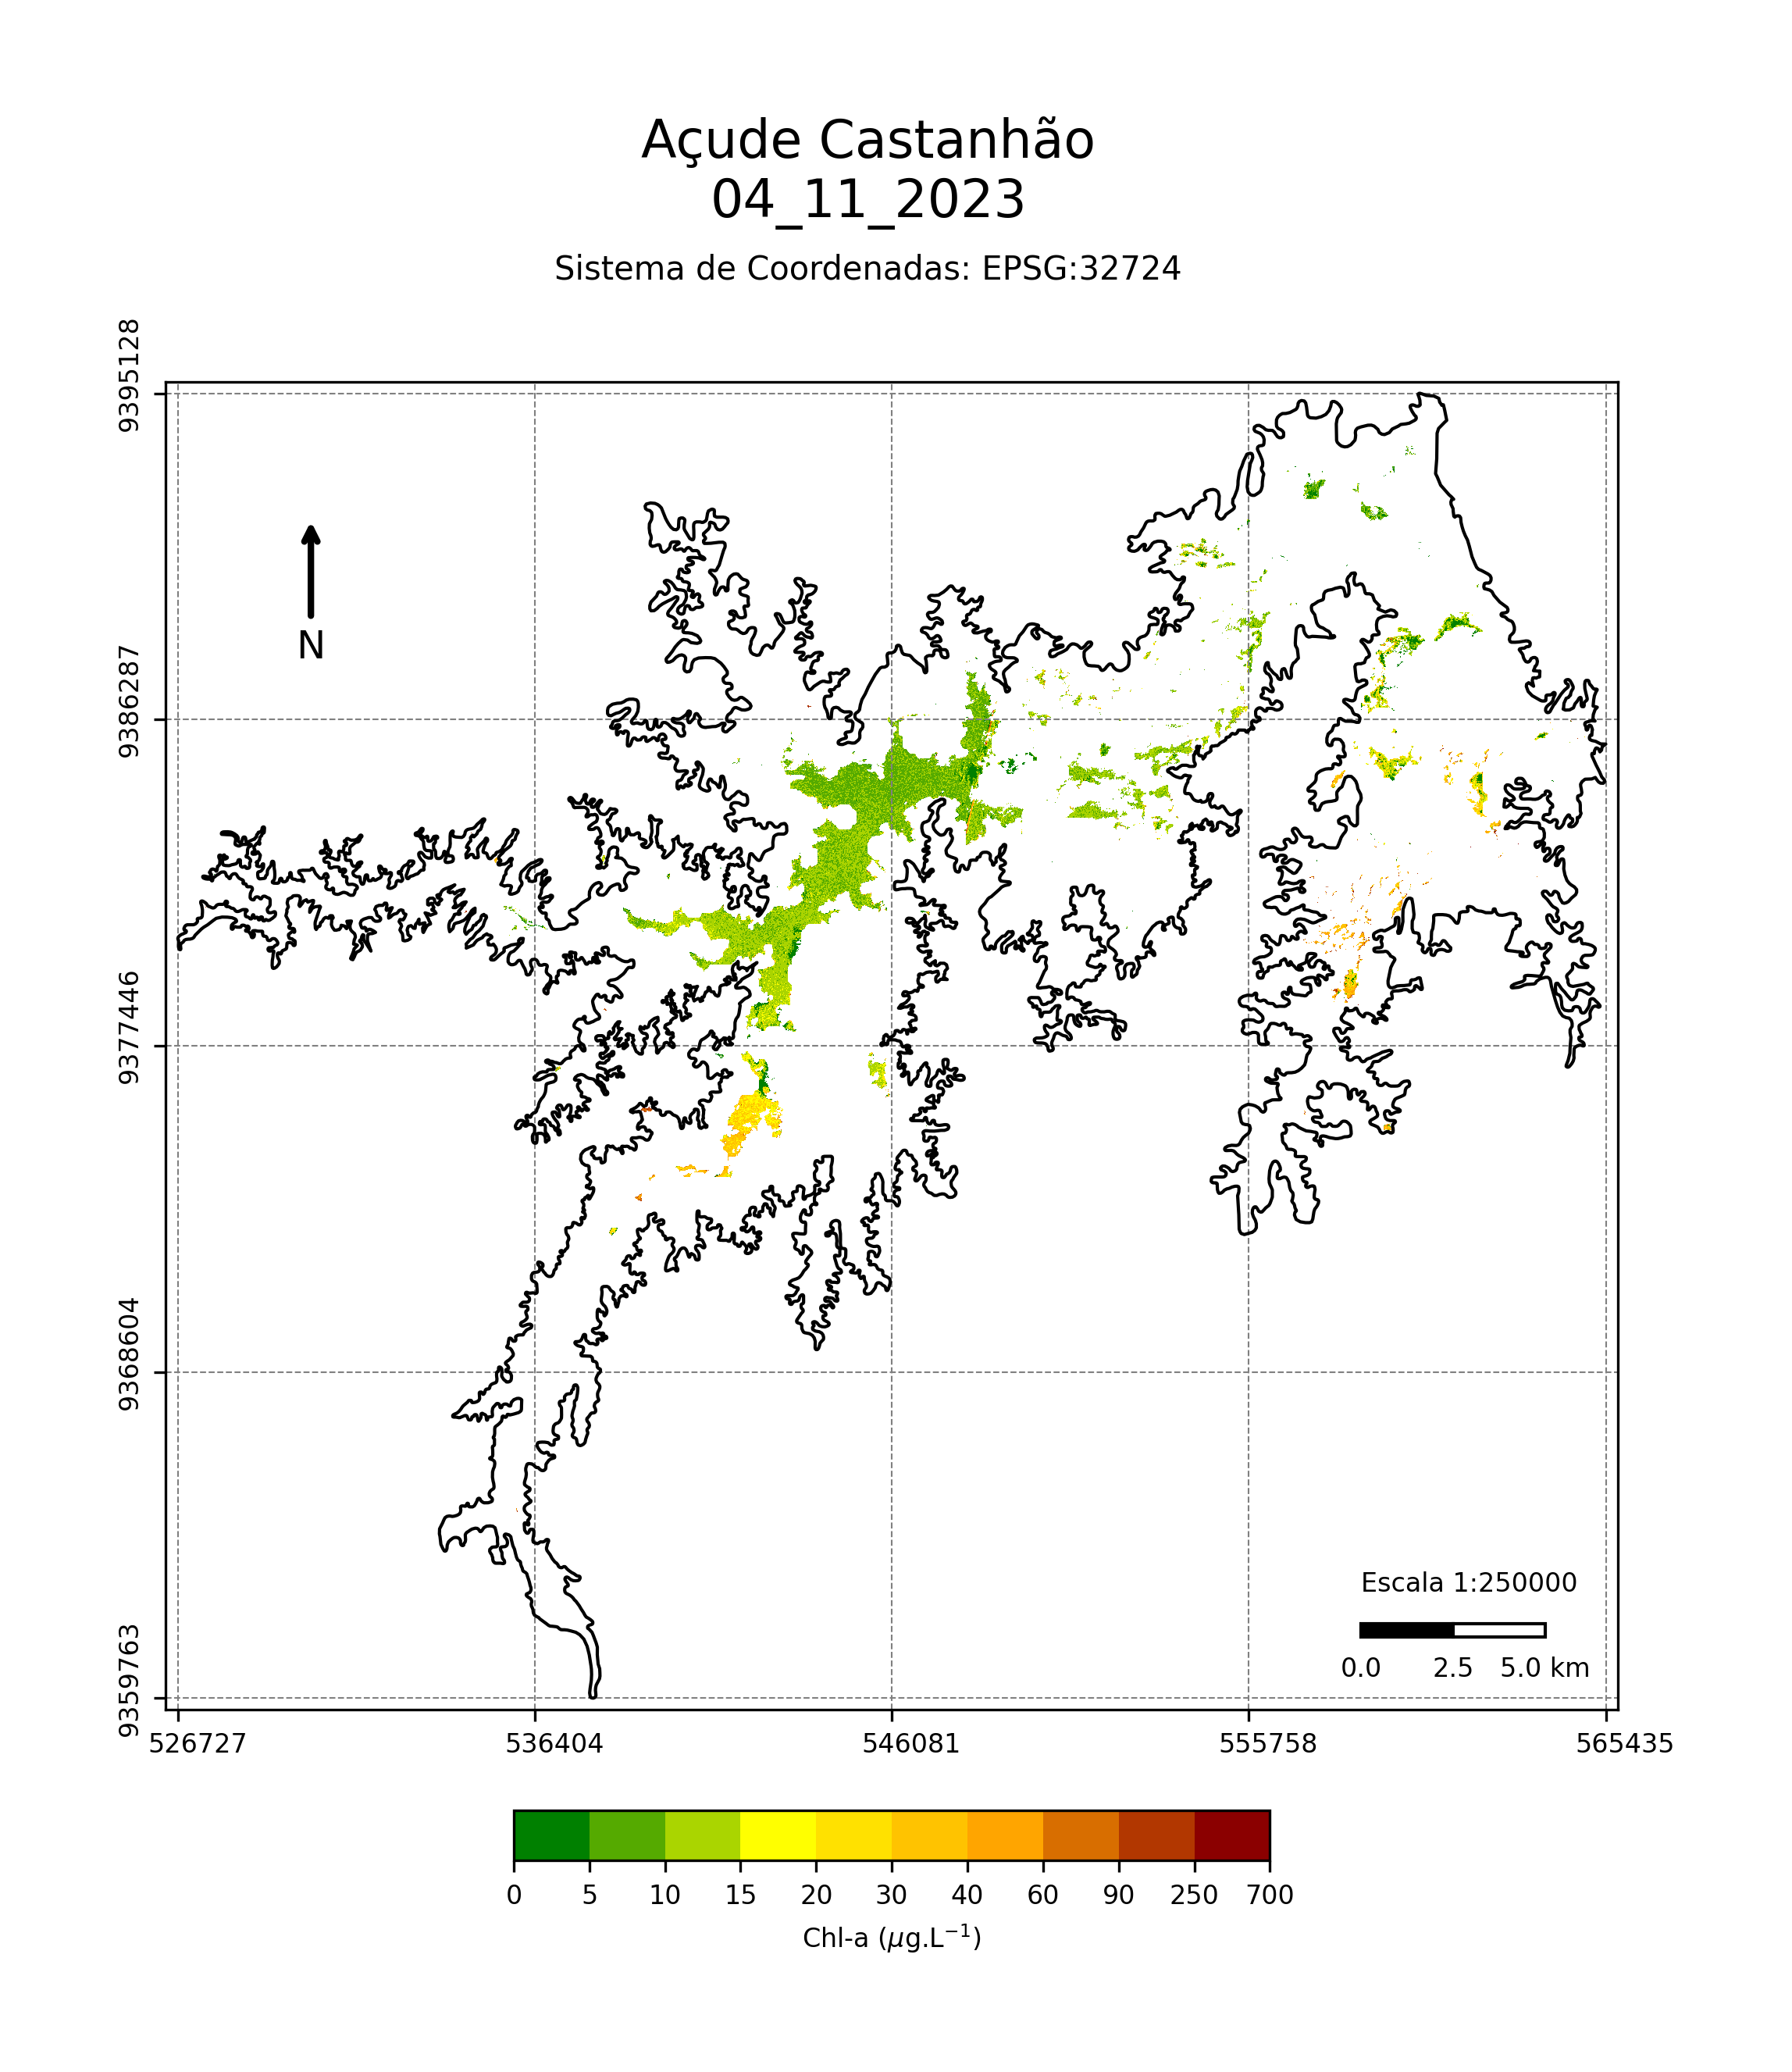 Açude Castanhão
04_11_2023
Sistema de Coordenadas: EPSG:32724
9395128
9386287
9377446
9368604
9359763
N
Escala 1:250000
0.0 2.5 5.0 km
526727 536404 546081 555758 565435
0 5 10 15 20 30 40 60 90 250 700
Chl-a (μg.L⁻¹)